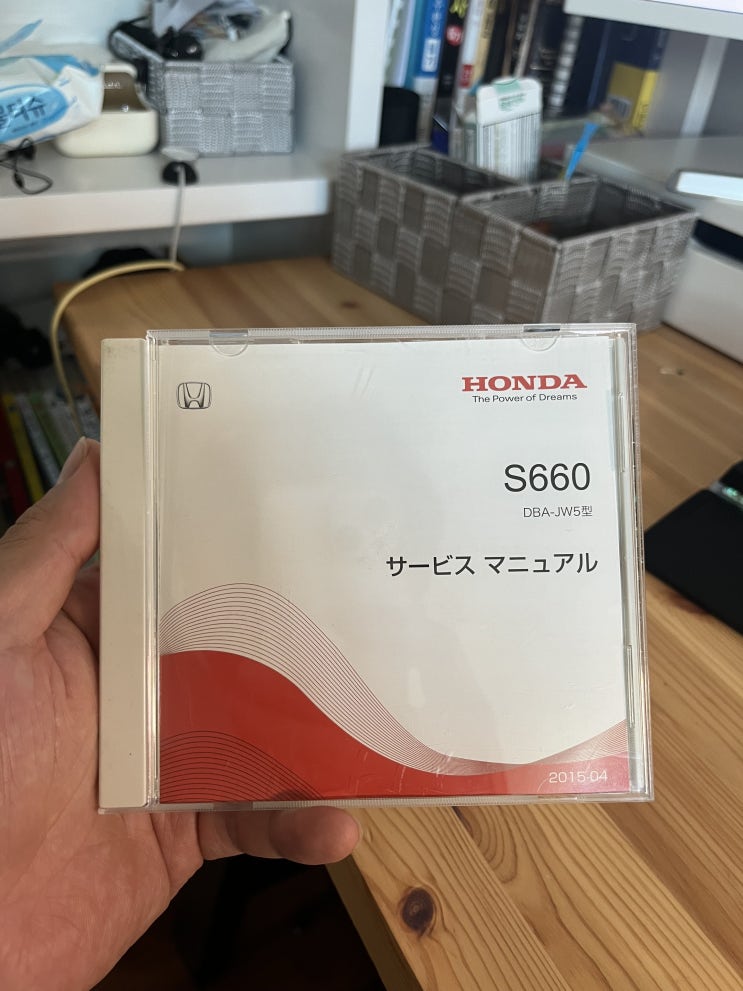 HONDA
The Power of Dreams
S660
DBA-JW5型
サービス マニュアル
2015-04